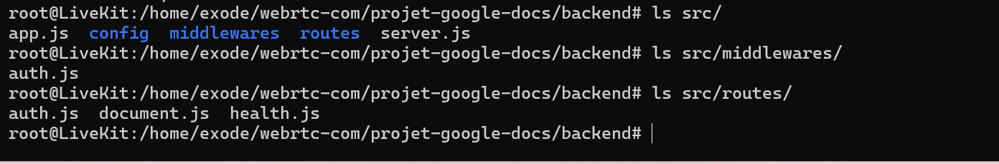 root@LiveKit:/home/exode/webrtc-com/projet-google-docs/backend# ls src/
app.js  config  middlewares  routes  server.js
root@LiveKit:/home/exode/webrtc-com/projet-google-docs/backend# ls src/middlewares/
auth.js
root@LiveKit:/home/exode/webrtc-com/projet-google-docs/backend# ls src/routes/
auth.js  document.js  health.js
root@LiveKit:/home/exode/webrtc-com/projet-google-docs/backend#